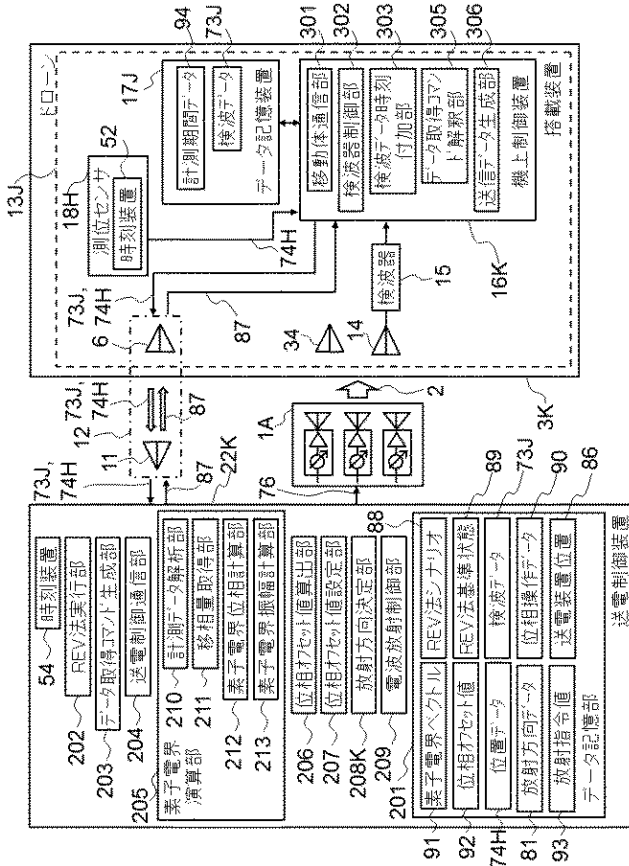 13J
ドローン
18H
測位センサ
52
時刻装置
74H
17J
94
計測期間データ
73J
検波データ
データ記憶装置
301
移動体通信部
302
検波器制御部
303
検波データ時刻付加部
305
データ取得コマンド解釈部
306
送信データ生成部
機上制御装置
搭載装置
16K
15
検波器
14
34
6
87
73J,
74H
3K
12
73J,
74H
87
11
1A
2
73J,
74H
87
22K
76
54
時刻装置
202
REV法実行部
203
データ取得コマンド生成部
204
送電制御通信部
205
素子電界
演算部
210
計測データ解析部
211
移相量取得部
212
素子電界位相計算部
213
素子電界振幅計算部
206
位相オフセット値算出部
207
位相オフセット値設定部
208K
放射方向決定部
209
電波放射制御部
201
91
素子電界ベクトル
88
REV法シナリオ
92
位相オフセット値
89
REV法基準状態
74H
位置データ
73J
検波データ
81
放射方向データ
90
位相操作データ
93
放射指令値
86
送電装置位置
データ記憶部
送電制御装置